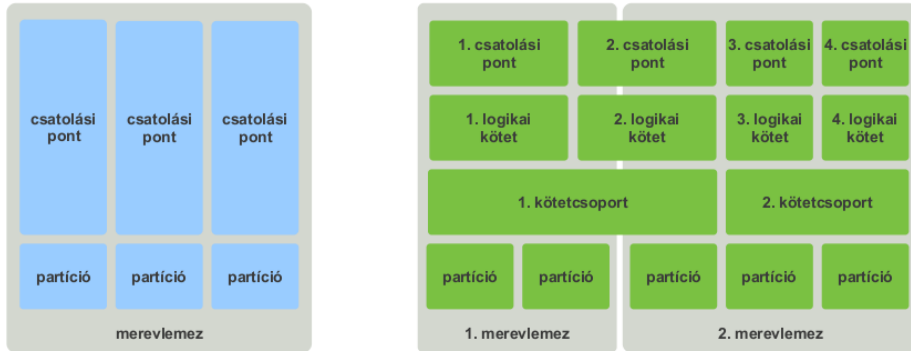 csatolási
pont
csatolási
pont
csatolási
pont
partíció
partíció
partíció
merevlemez
1. csatolási
pont
2. csatolási
pont
3. csatolási
pont
4. csatolási
pont
1. logikai
kötet
2. logikai
kötet
3. logikai
kötet
4. logikai
kötet
1. kötetcsoport
2. kötetcsoport
partíció
partíció
partíció
partíció
partíció
1. merevlemez
2. merevlemez